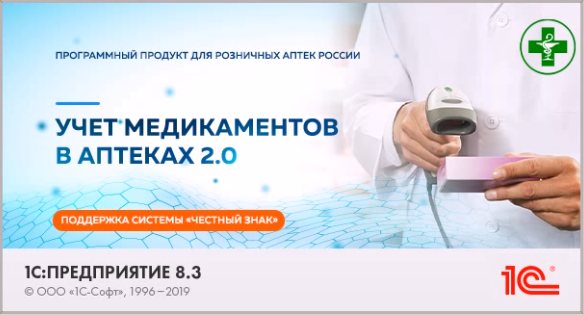 ПРОГРАММНЫЙ ПРОДУКТ ДЛЯ РОЗНИЧНЫХ АПТЕК РОССИИ
УЧЕТ МЕДИКАМЕНТОВ
В АПТЕКАХ 2.0
ПОДДЕРЖКА СИСТЕМЫ «ЧЕСТНЫЙ ЗНАК»
1С:ПРЕДПРИЯТИЕ 8.3
© ООО «1С-Софт», 1996–2019
1С®